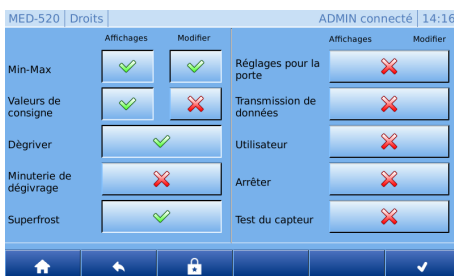 MED-520 Droits ADMIN connecté 14:16
Affichages Modifier Affichages Modifier
Min-Max
Réglages pour la
porte
Valeurs de
consigne
Transmission de
données
Dègriver
Utilisateur
Minuterie de
dégivrage
Arrêter
Superfrost
Test du capteur